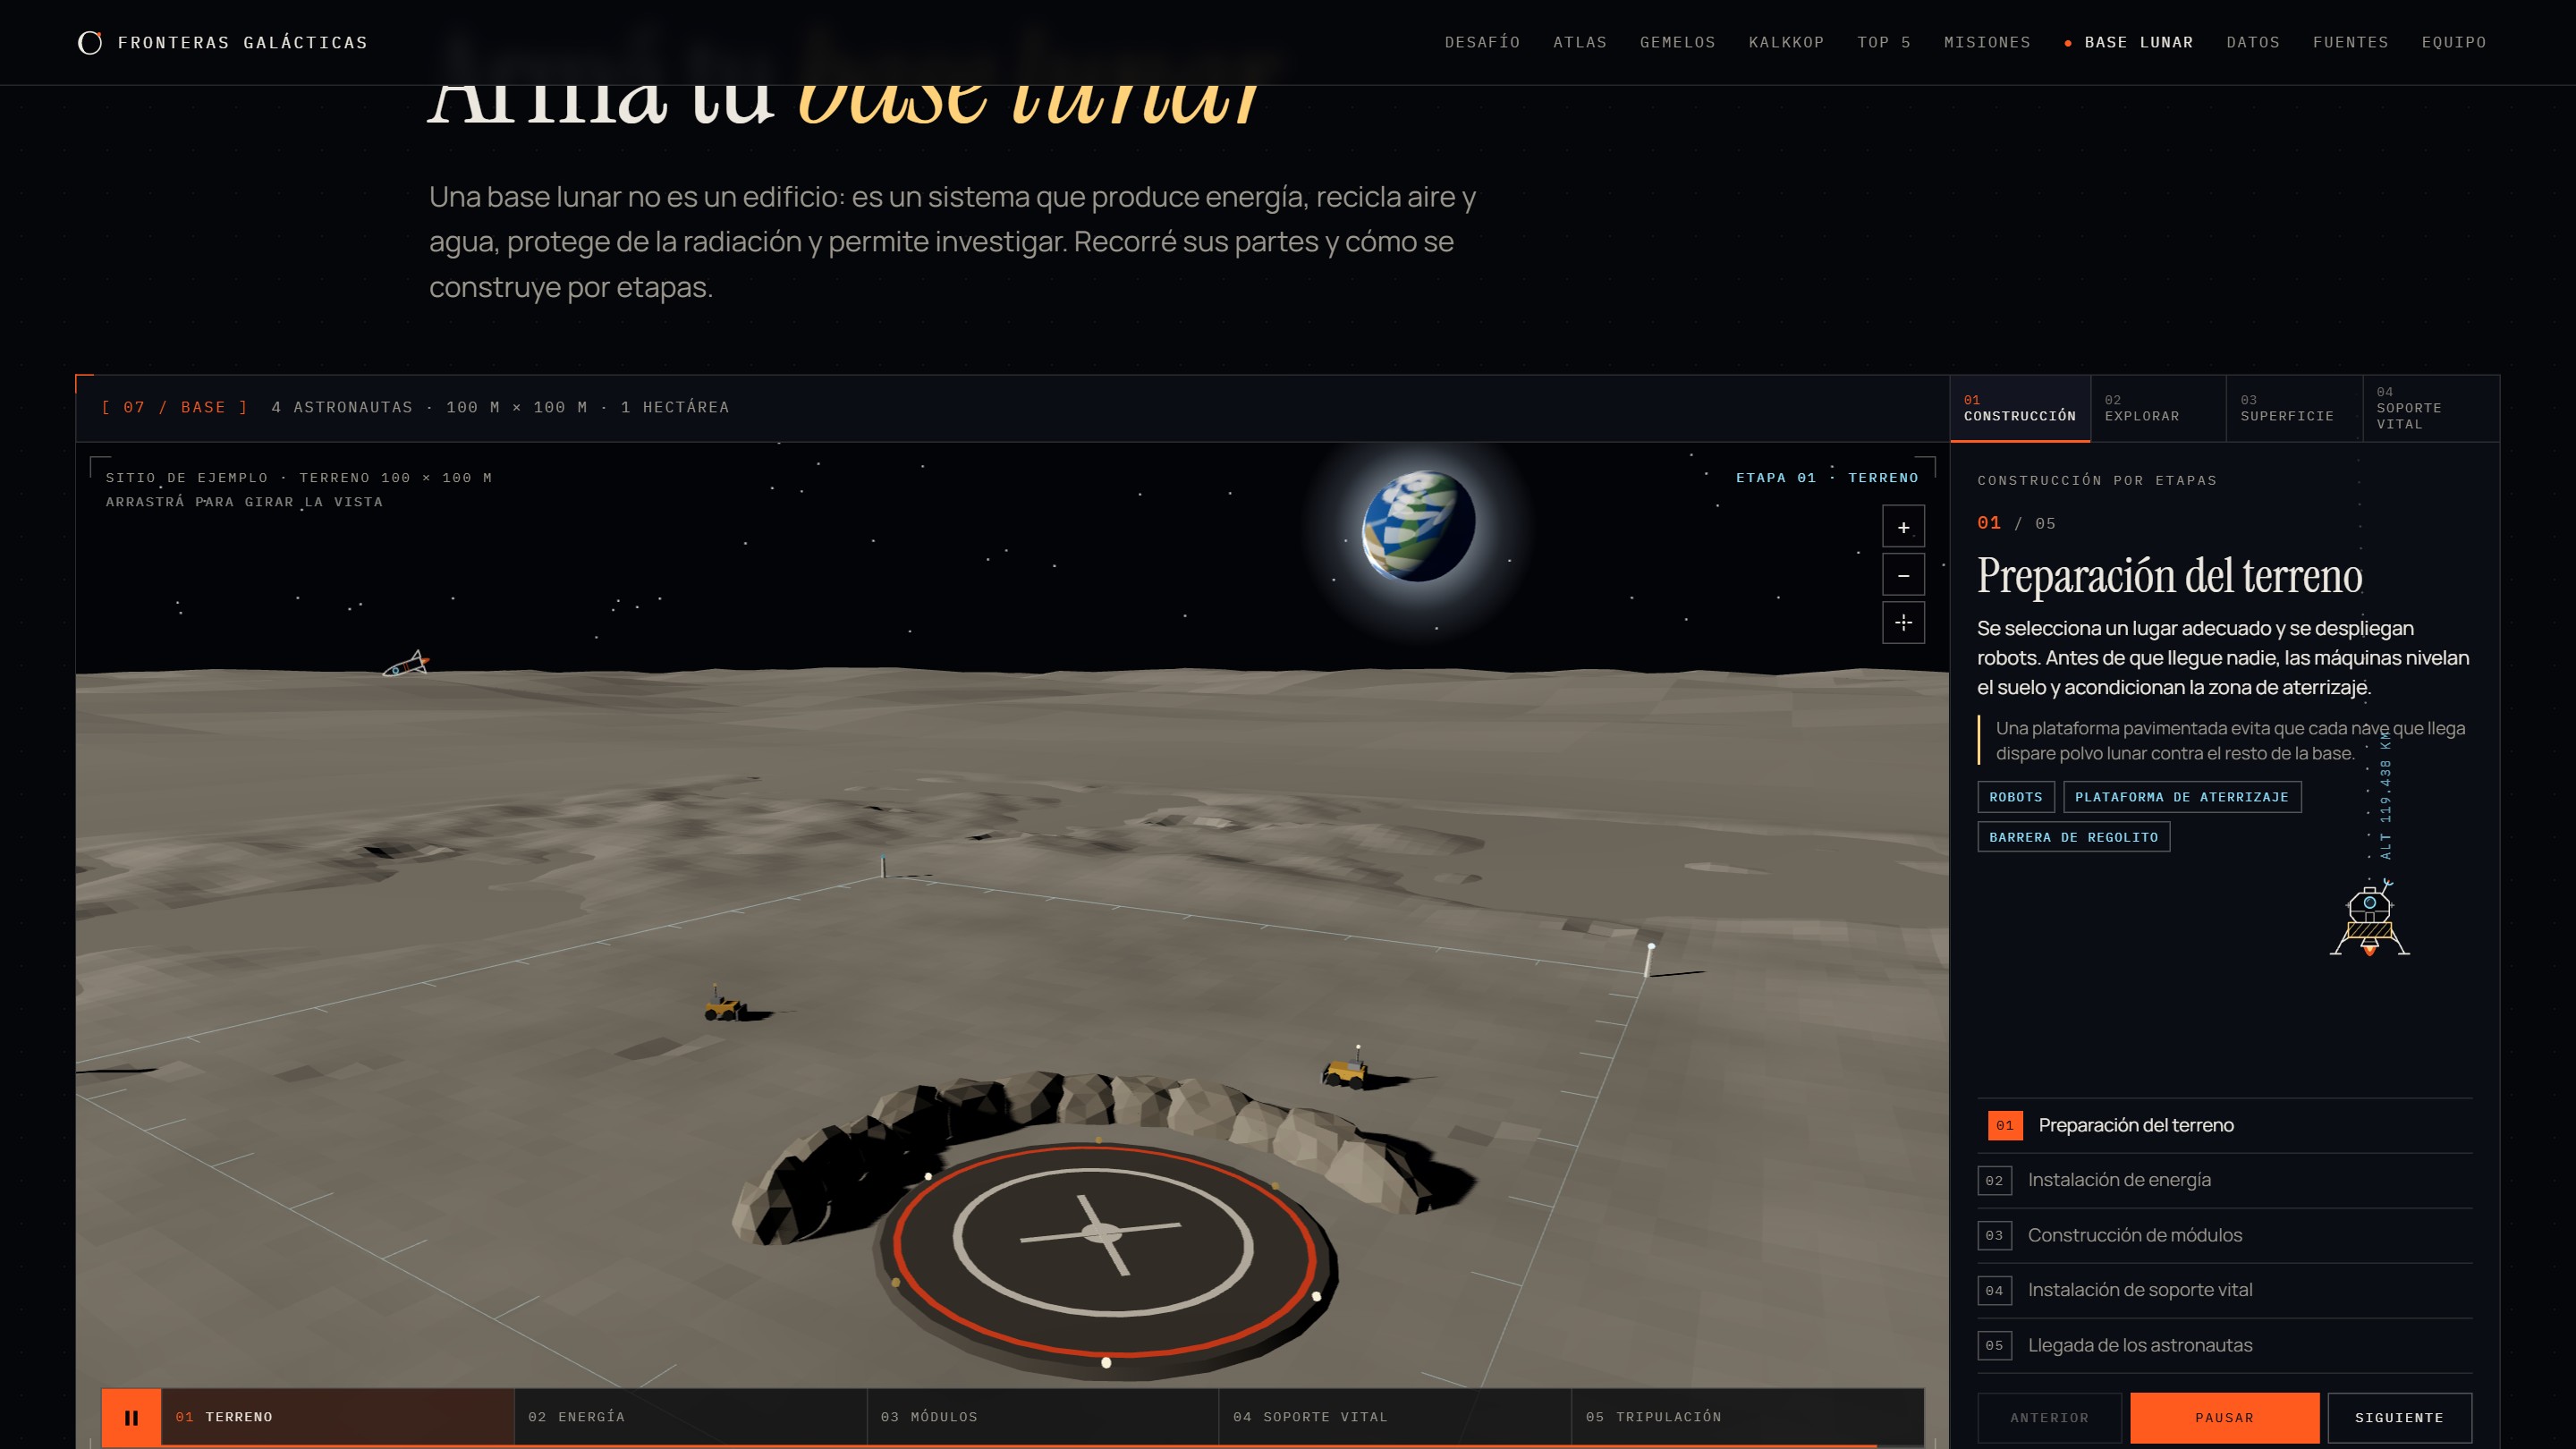 FRONTERAS GALÁCTICAS
DESAFÍO
ATLAS
GEMELOS
KALKKOP
TOP 5
MISIONES
BASE LUNAR
DATOS
FUENTES
EQUIPO
Armá tu base lunar
Una base lunar no es un edificio: es un sistema que produce energía, recicla aire y
agua, protege de la radiación y permite investigar. Recorré sus partes y cómo se
construye por etapas.
[ 07 / BASE ] 4 ASTRONAUTAS · 100 M × 100 M · 1 HECTÁREA
01
CONSTRUCCIÓN
02
EXPLORAR
03
SUPERFICIE
04
SOPORTE
VITAL
SITIO DE EJEMPLO · TERRENO 100 × 100 M
ARRASTRÁ PARA GIRAR LA VISTA
ETAPA 01 · TERRENO
+
−
CONSTRUCCIÓN POR ETAPAS
01 / 05
Preparación del terreno
Se selecciona un lugar adecuado y se despliegan
robots. Antes de que llegue nadie, las máquinas nivelan
el suelo y acondicionan la zona de aterrizaje.
Una plataforma pavimentada evita que cada nave que llega
dispare polvo lunar contra el resto de la base.
ROBOTS
PLATAFORMA DE ATERRIZAJE
BARRERA DE REGOLITO
ALT 119.438 KM
01 Preparación del terreno
02 Instalación de energía
03 Construcción de módulos
04 Instalación de soporte vital
05 Llegada de los astronautas
01 TERRENO
02 ENERGÍA
03 MÓDULOS
04 SOPORTE VITAL
05 TRIPULACIÓN
ANTERIOR
PAUSAR
SIGUIENTE